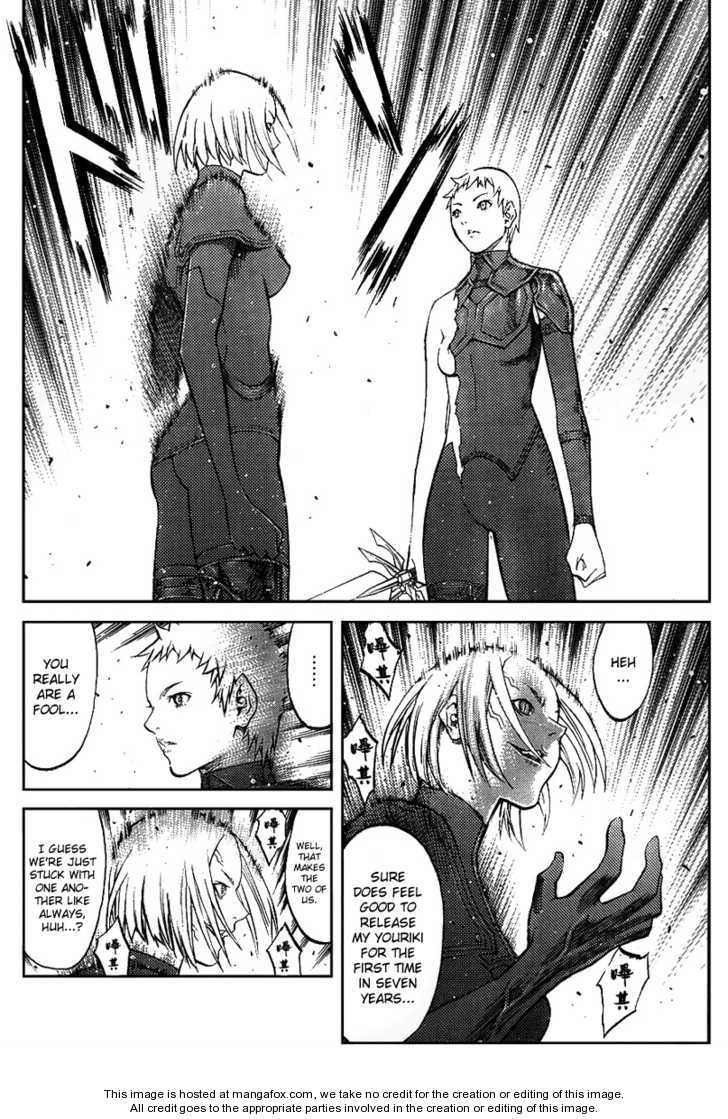 HEH
...
SURE
DOES FEEL
GOOD TO
RELEASE
MY YOURIKI
FOR THE
FIRST TIME
IN SEVEN
YEARS...
......
YOU
REALLY
ARE A
FOOL...
WELL,
THAT
MAKES
THE TWO
OF US.
I GUESS
WE'RE JUST
STUCK WITH
ONE ANO-
THER LIKE
ALWAYS,
HUH...?
This image is hosted at mangafox.com, we take no credit for the creation or editing of this image.
All credit goes to the appropriate parties involved in the creation or editing of this image.